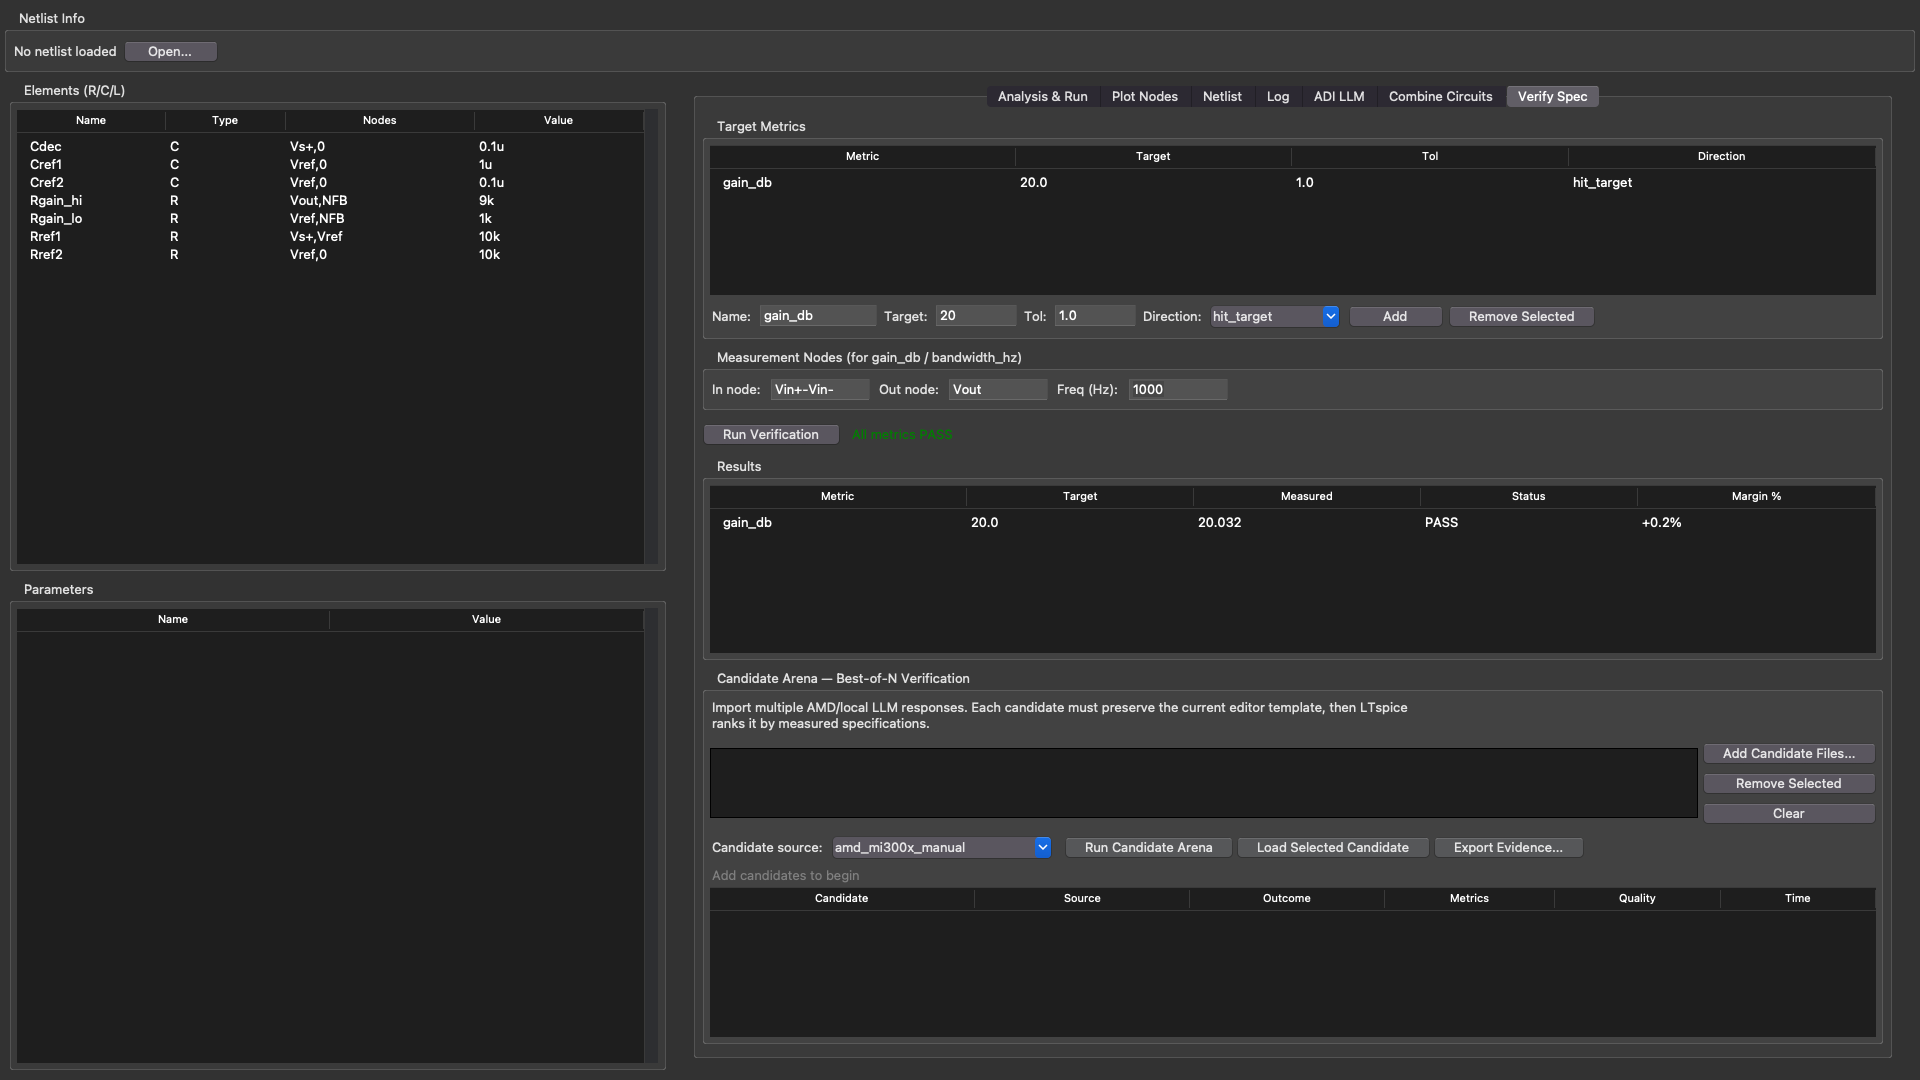 Netlist Info
No netlist loaded Open...
Elements (R/C/L)
Name Type Nodes Value
Cdec C Vs+,0 0.1u
Cref1 C Vref,0 1u
Cref2 C Vref,0 0.1u
Rgain_hi R Vout,NFB 9k
Rgain_lo R Vref,NFB 1k
Rref1 R Vs+,Vref 10k
Rref2 R Vref,0 10k
Parameters
Name Value
Analysis & Run Plot Nodes Netlist Log ADI LLM Combine Circuits Verify Spec
Target Metrics
Metric Target Tol Direction
gain_db 20.0 1.0 hit_target
Name: gain_db Target: 20 Tol: 1.0 Direction: hit_target Add Remove Selected
Measurement Nodes (for gain_db / bandwidth_hz)
In node: Vin+-Vin- Out node: Vout Freq (Hz): 1000
Run Verification All metrics PASS
Results
Metric Target Measured Status Margin %
gain_db 20.0 20.032 PASS +0.2%
Candidate Arena — Best-of-N Verification
Import multiple AMD/local LLM responses. Each candidate must preserve the current editor template, then LTspice
ranks it by measured specifications.
Add Candidate Files...
Remove Selected
Clear
Candidate source: amd_mi300x_manual Run Candidate Arena Load Selected Candidate Export Evidence...
Add candidates to begin
Candidate Source Outcome Metrics Quality Time